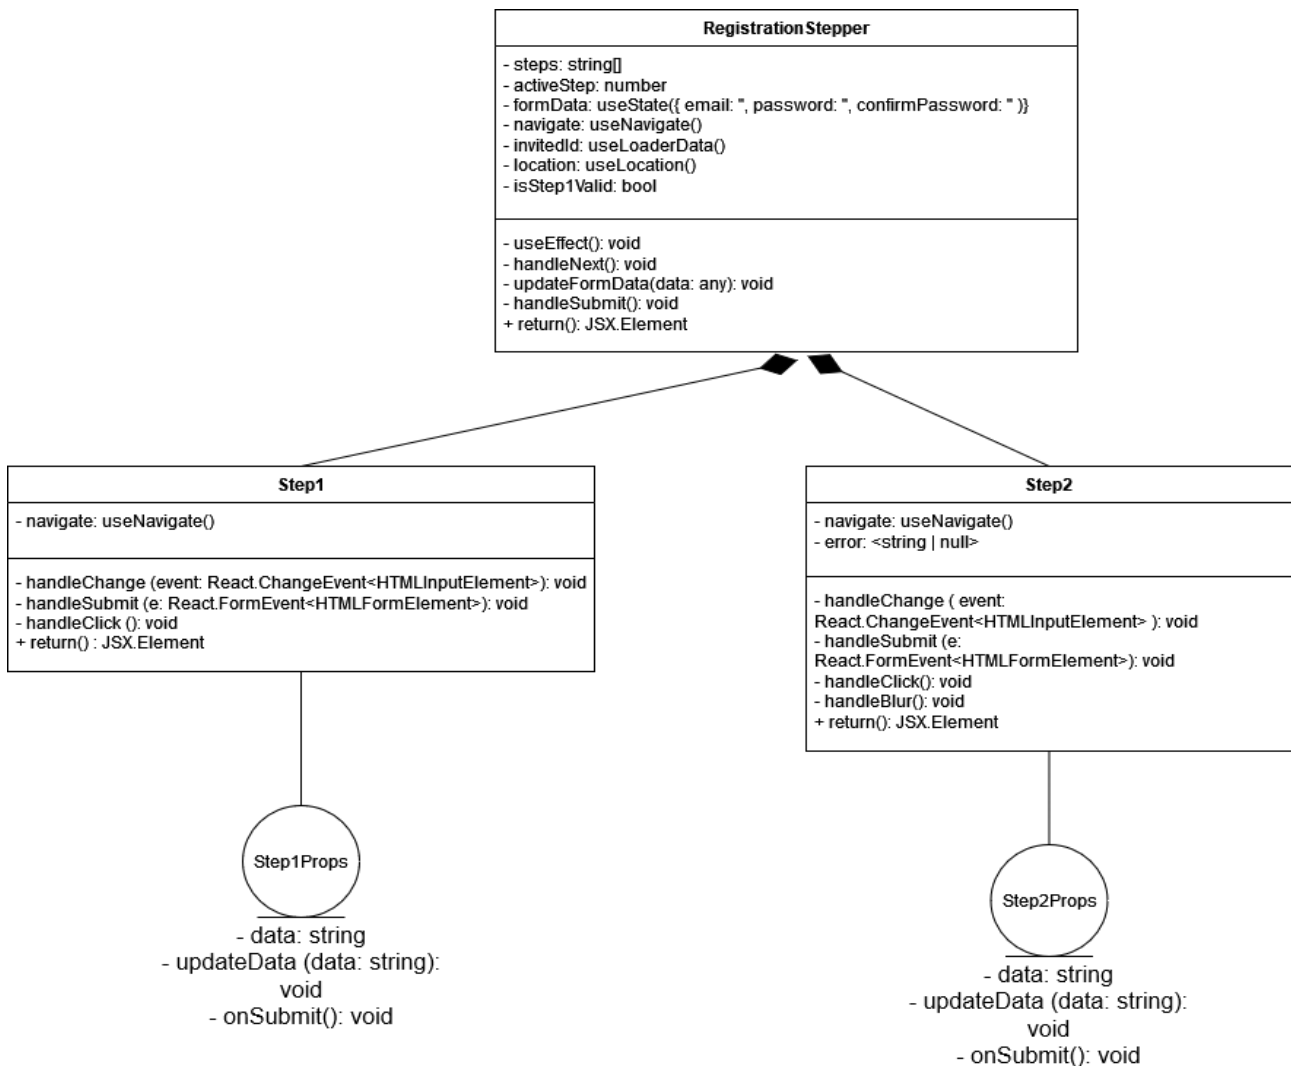 RegistrationStepper
- steps: string[]
- activeStep: number
- formData: useState({ email: '', password: '', confirmPassword: '' )}
- navigate: useNavigate()
- invitedId: useLoaderData()
- location: useLocation()
- isStep1Valid: bool
- useEffect(): void
- handleNext(): void
- updateFormData(data: any): void
- handleSubmit(): void
+ return(): JSX.Element
Step1
- navigate: useNavigate()
- handleChange (event: React.ChangeEvent<HTMLInputElement>): void
- handleSubmit (e: React.FormEvent<HTMLFormElement>): void
- handleClick (): void
+ return() : JSX.Element
Step2
- navigate: useNavigate()
- error: <string | null>
- handleChange ( event:
React.ChangeEvent<HTMLInputElement> ): void
- handleSubmit (e:
React.FormEvent<HTMLFormElement>): void
- handleClick(): void
- handleBlur(): void
+ return(): JSX.Element
Step1Props
- data: string
- updateData (data: string):
void
- onSubmit(): void
Step2Props
- data: string
- updateData (data: string):
void
- onSubmit(): void